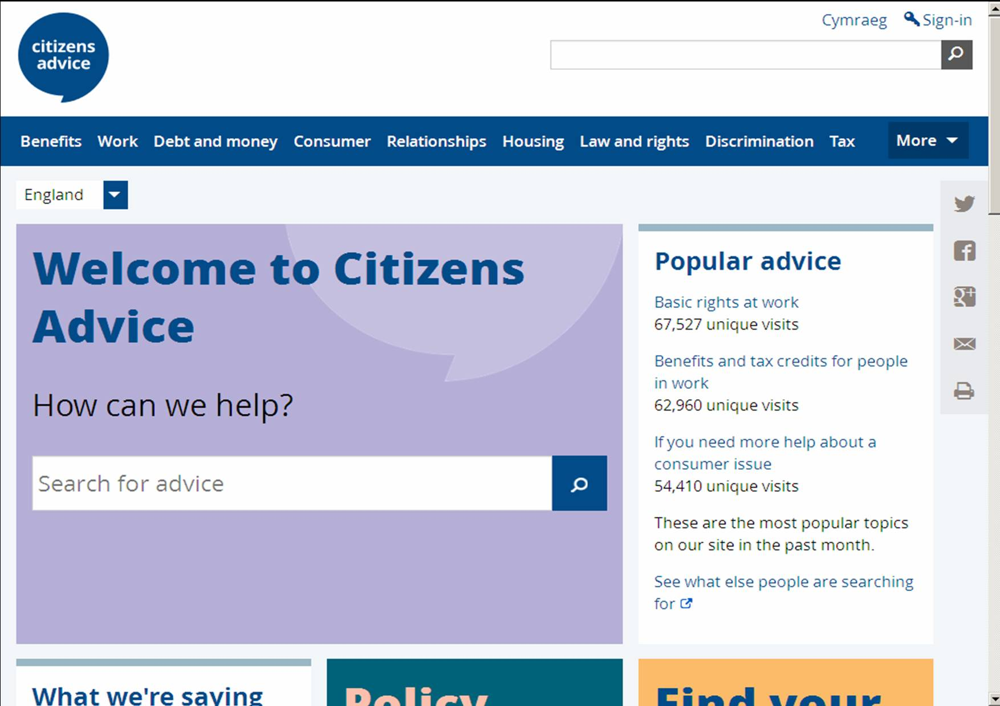 citizens
advice
Cymraeg Sign-in
Benefits Work Debt and money Consumer Relationships Housing Law and rights Discrimination Tax More
England
Welcome to Citizens
Advice
How can we help?
Search for advice
Popular advice
Basic rights at work
67,527 unique visits
Benefits and tax credits for people
in work
62,960 unique visits
If you need more help about a
consumer issue
54,410 unique visits
These are the most popular topics
on our site in the past month.
See what else people are searching
for
What we're saying
Policy
Find your